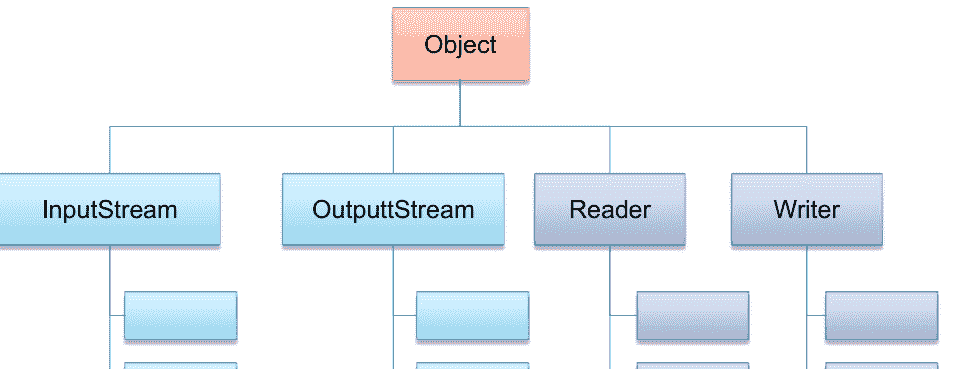 Object
InputStream
OutputtStream
Reader
Writer